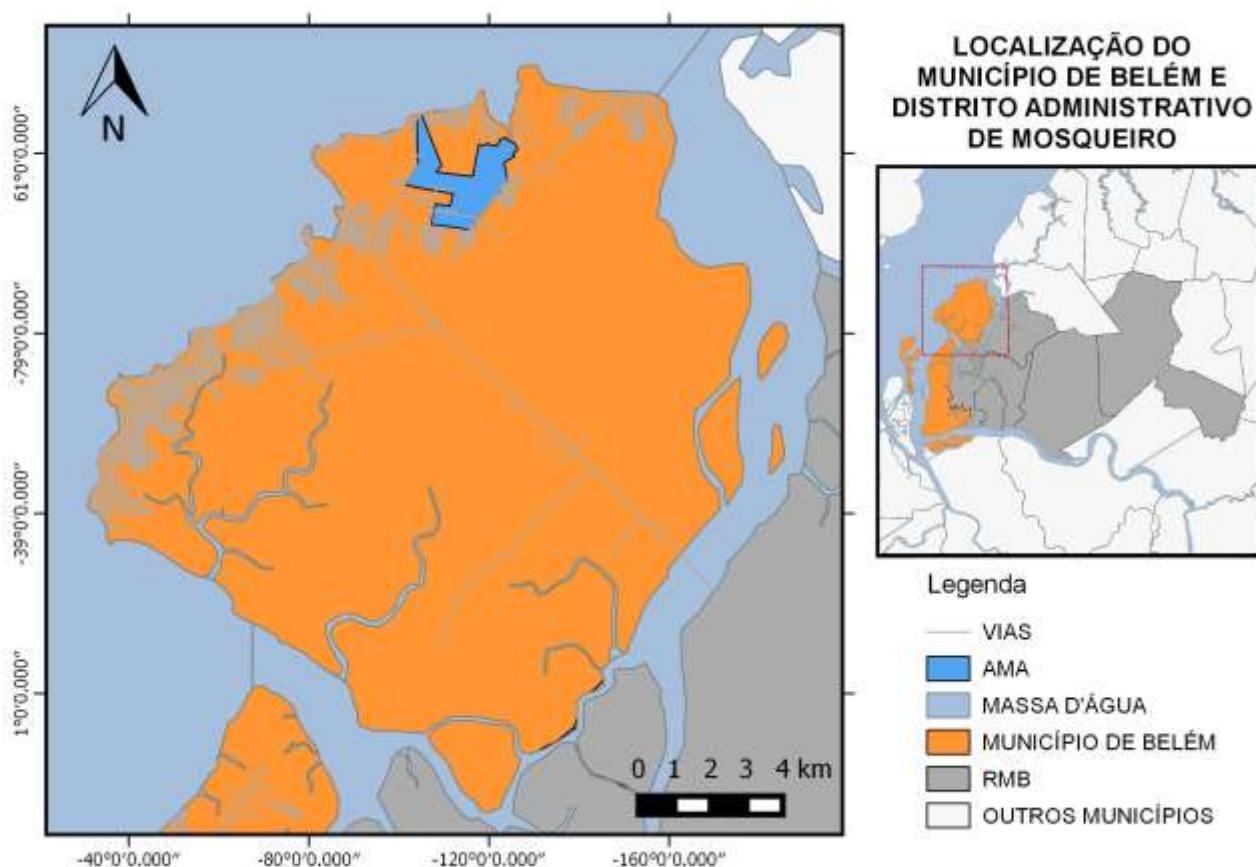 N
61°0'0.000"
-79°0'0.000"
-39°0'0.000"
1°0'0.000"
-40°0'0.000"
-80°0'0.000"
-120°0'0.000"
-160°0'0.000"
0 1 2 3 4 km
LOCALIZAÇÃO DO
MUNICÍPIO DE BELÉM E
DISTRITO ADMINISTRATIVO
DE MOSQUEIRO
Legenda
VIAS
AMA
MASSA D'ÁGUA
MUNICÍPIO DE BELÉM
RMB
OUTROS MUNICÍPIOS